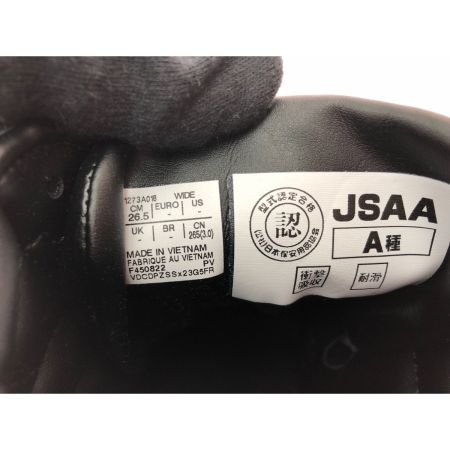 1273A018 WIDE
CM EURO US
26.5 - -
UK BR CN
- - 265(3.0)
MADE IN VIETNAM
FABRIQUE AU VIETNAM
F450822 PV
VDCDPZSSx23G5FR
型式認定合格
認
(公社)日本保安用品協会
JSAA
A種
衝撃
吸収
耐滑